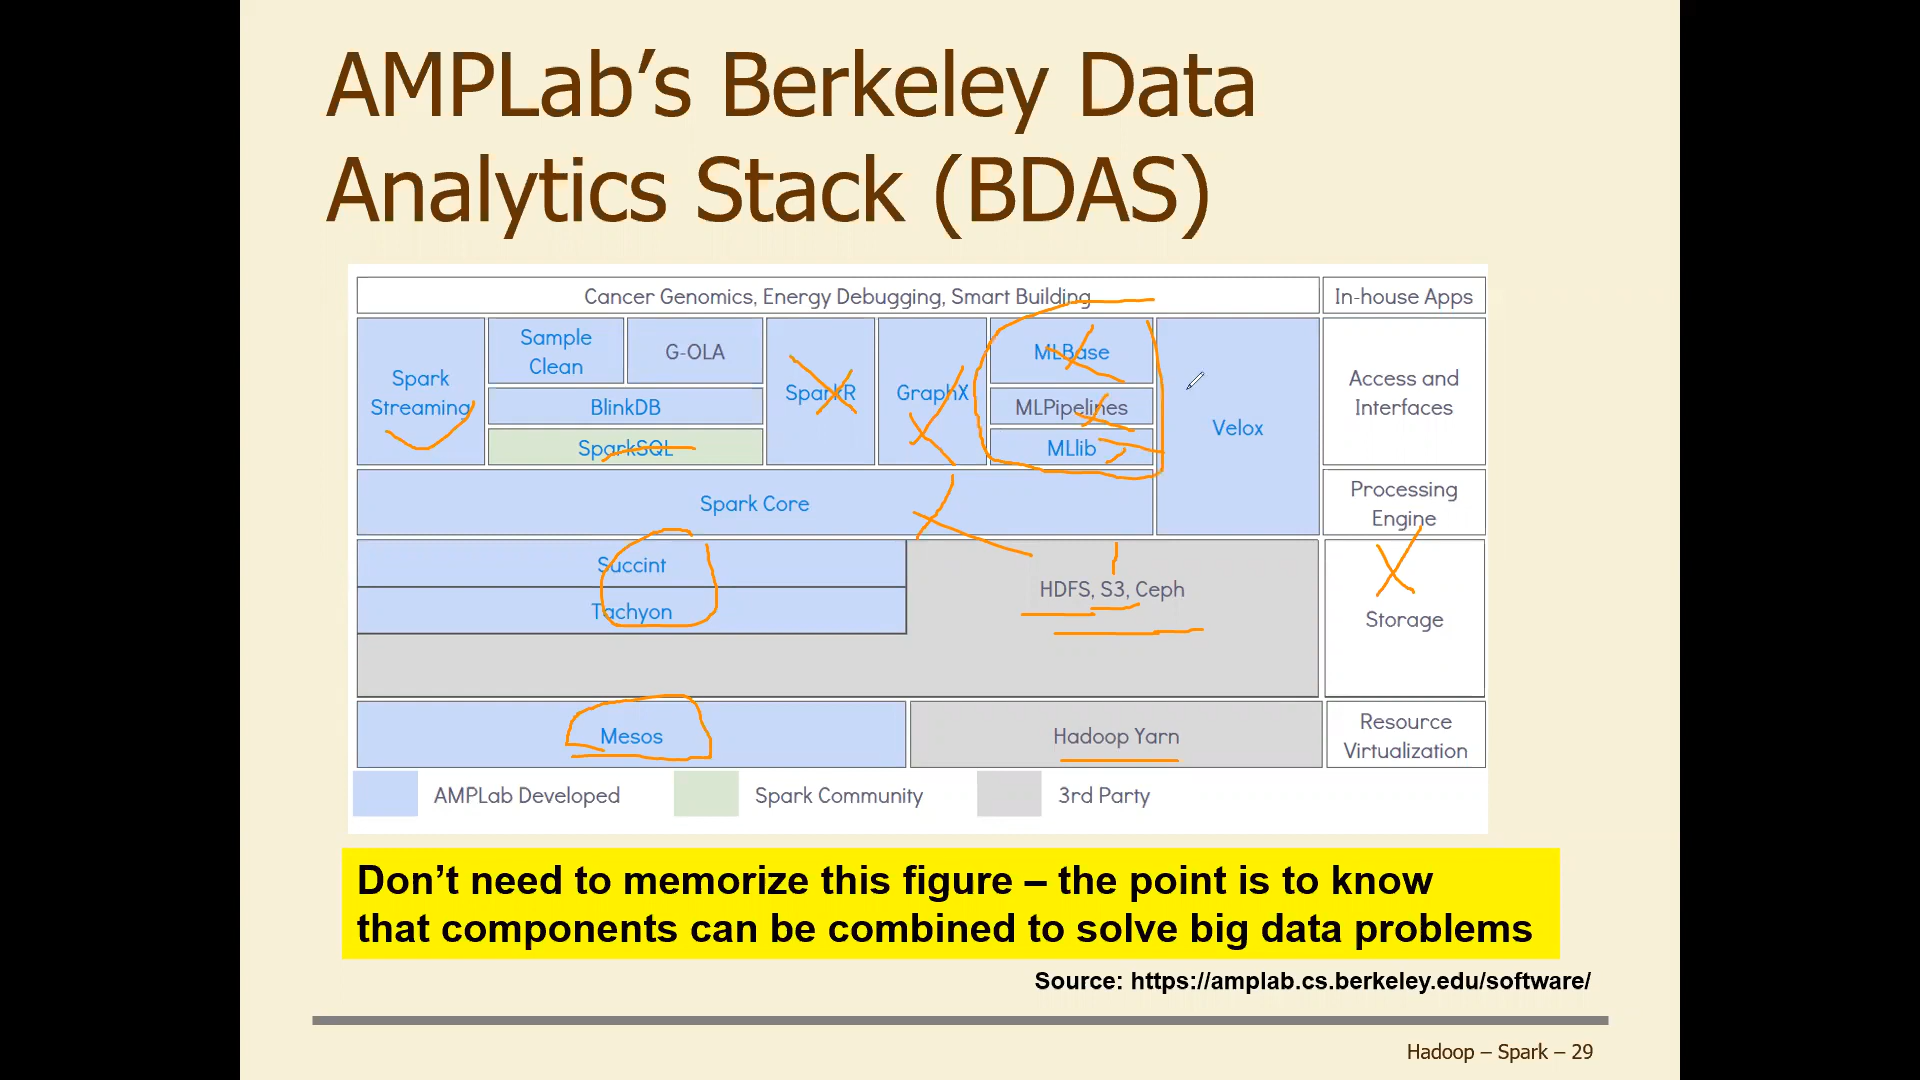 AMPLab’s Berkeley Data
Analytics Stack (BDAS)
Cancer Genomics, Energy Debugging, Smart Building
In-house Apps
Spark
Streaming
Sample
Clean
G-OLA
BlinkDB
SparkSQL
SparkR
GraphX
MLBase
MLPipelines
MLlib
Velox
Access and
Interfaces
Spark Core
Processing
Engine
Succint
Tachyon
HDFS, S3, Ceph
Storage
Mesos
Hadoop Yarn
Resource
Virtualization
AMPLab Developed
Spark Community
3rd Party
Don’t need to memorize this figure – the point is to know
that components can be combined to solve big data problems
Source: https://amplab.cs.berkeley.edu/software/
Hadoop – Spark – 29